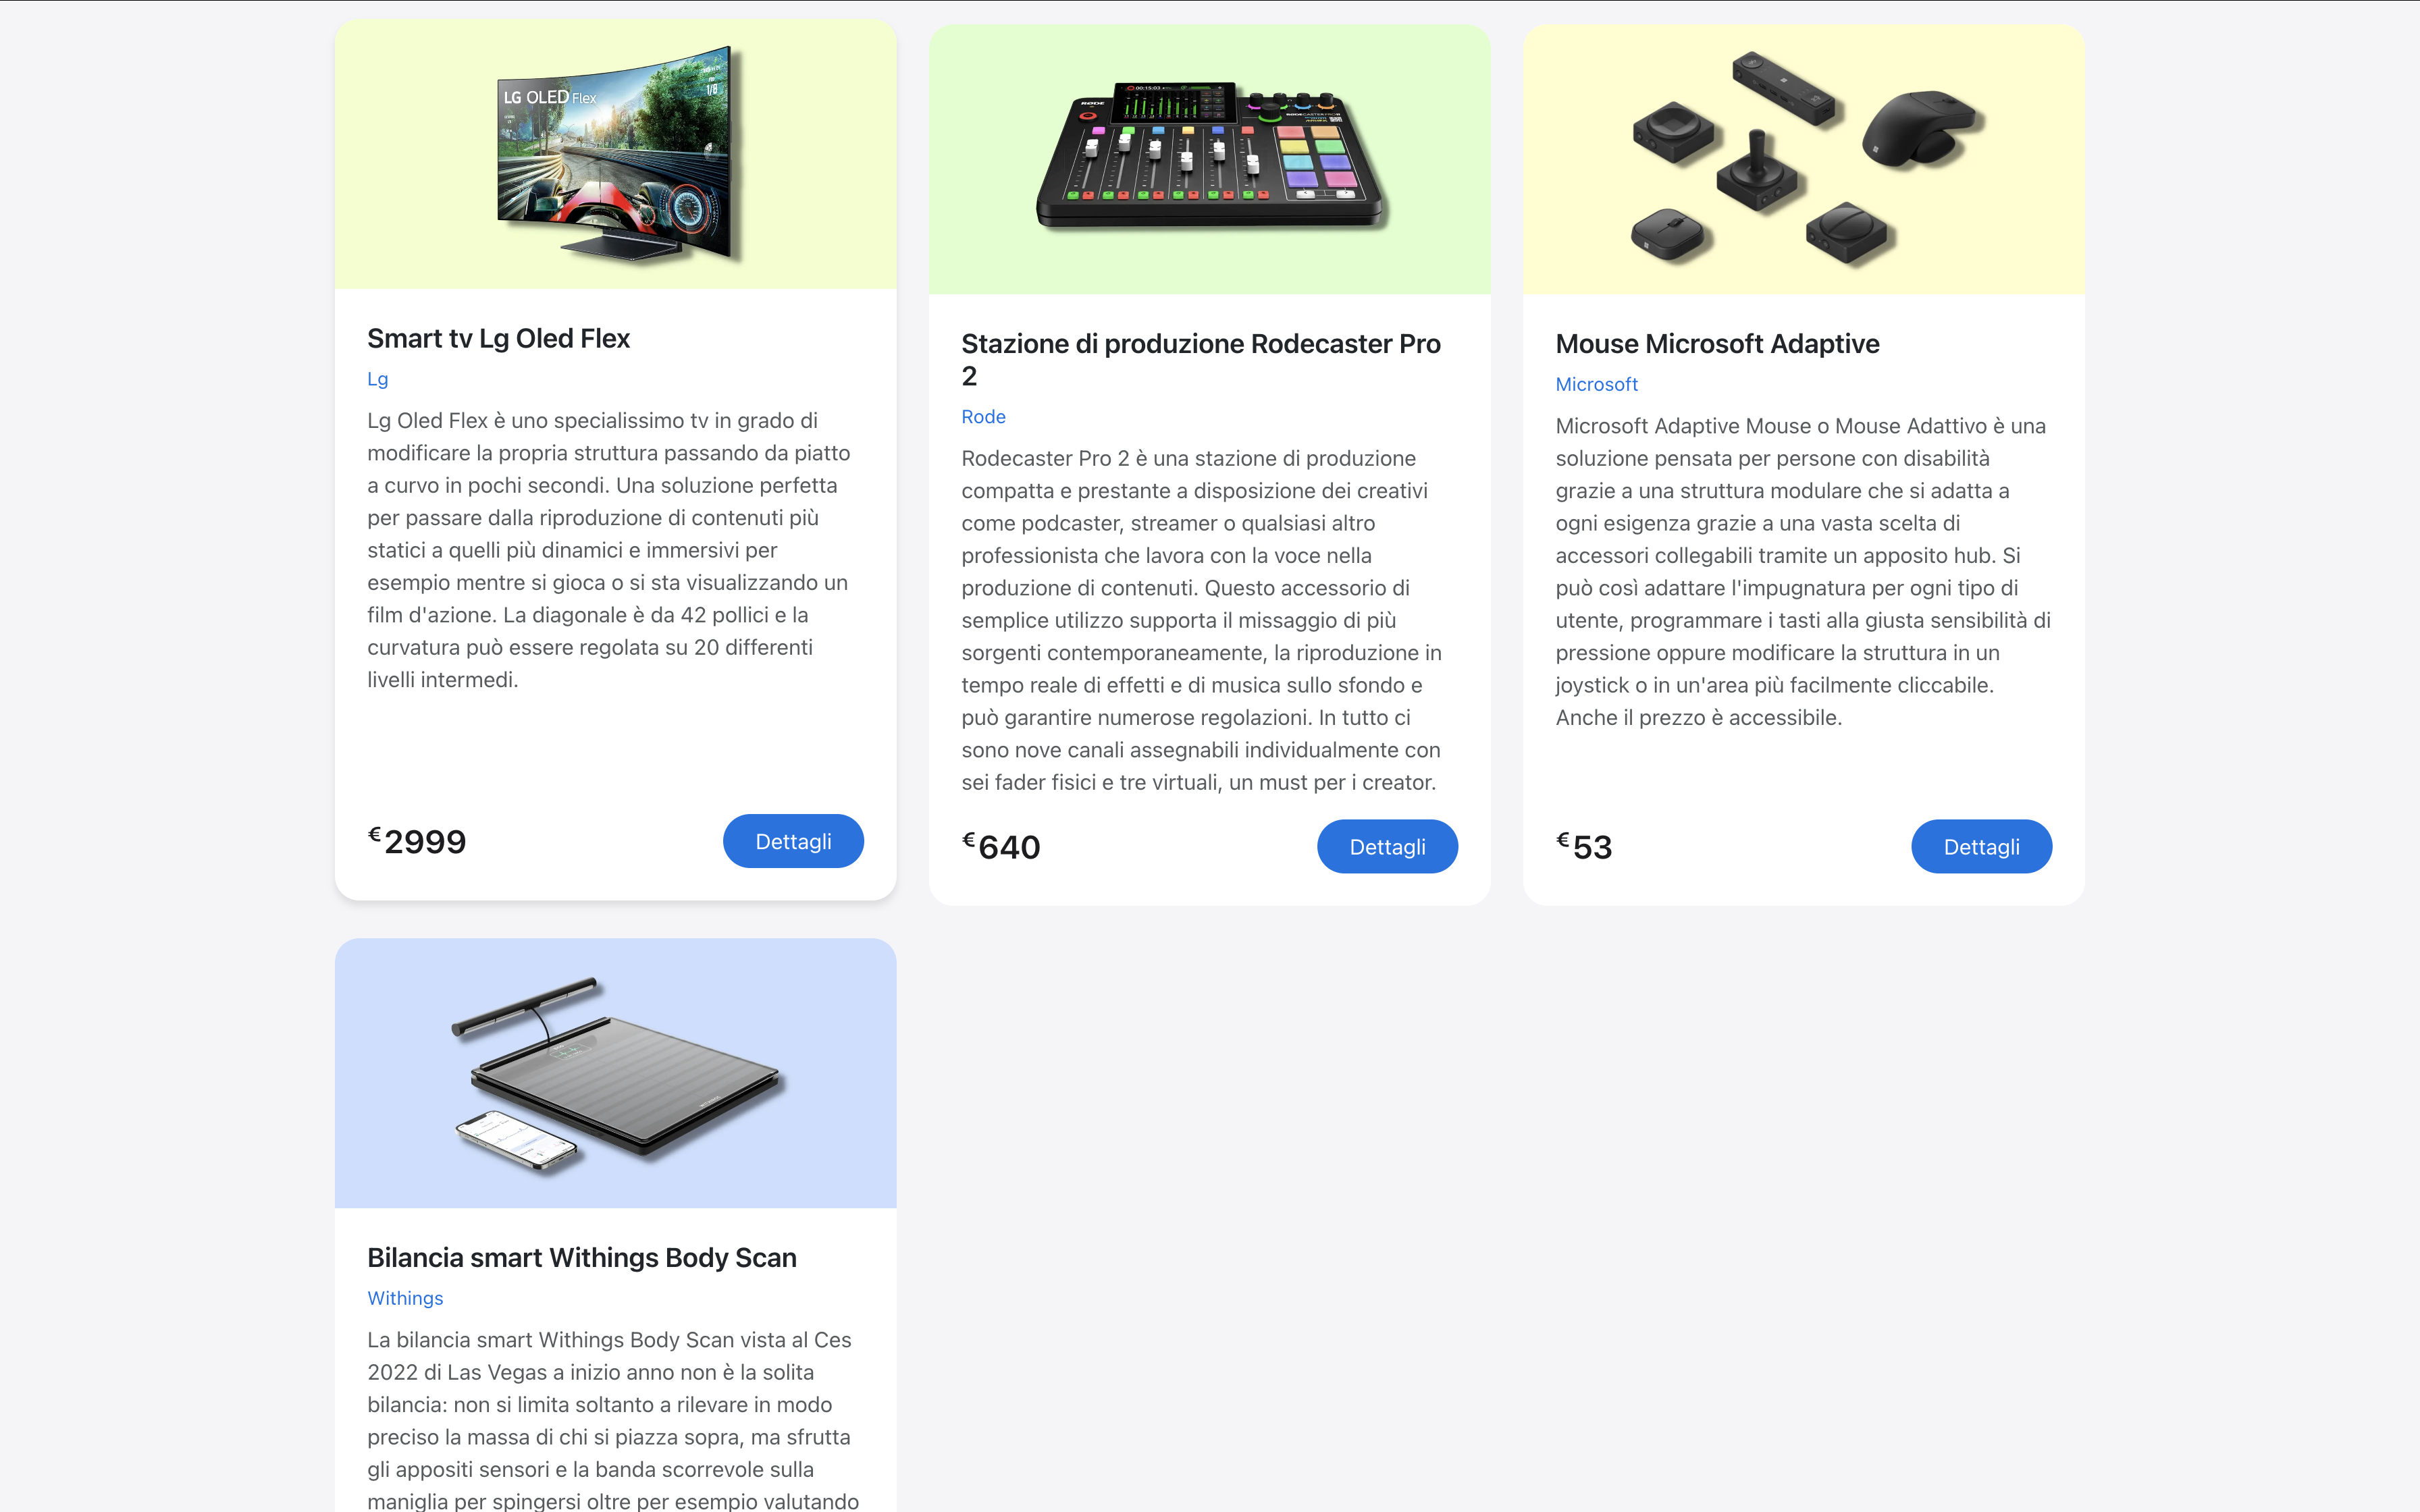 LG OLED Flex
1/8
Smart tv Lg Oled Flex
Lg
Lg Oled Flex è uno specialissimo tv in grado di
modificare la propria struttura passando da piatto
a curvo in pochi secondi. Una soluzione perfetta
per passare dalla riproduzione di contenuti più
statici a quelli più dinamici e immersivi per
esempio mentre si gioca o si sta visualizzando un
film d'azione. La diagonale è da 42 pollici e la
curvatura può essere regolata su 20 differenti
livelli intermedi.
€2999
Dettagli
RØDE
00:15:03
Stazione di produzione Rodecaster Pro
2
Rode
Rodecaster Pro 2 è una stazione di produzione
compatta e prestante a disposizione dei creativi
come podcaster, streamer o qualsiasi altro
professionista che lavora con la voce nella
produzione di contenuti. Questo accessorio di
semplice utilizzo supporta il missaggio di più
sorgenti contemporaneamente, la riproduzione in
tempo reale di effetti e di musica sullo sfondo e
può garantire numerose regolazioni. In tutto ci
sono nove canali assegnabili individualmente con
sei fader fisici e tre virtuali, un must per i creator.
€640
Dettagli
Mouse Microsoft Adaptive
Microsoft
Microsoft Adaptive Mouse o Mouse Adattivo è una
soluzione pensata per persone con disabilità
grazie a una struttura modulare che si adatta a
ogni esigenza grazie a una vasta scelta di
accessori collegabili tramite un apposito hub. Si
può così adattare l'impugnatura per ogni tipo di
utente, programmare i tasti alla giusta sensibilità di
pressione oppure modificare la struttura in un
joystick o in un'area più facilmente cliccabile.
Anche il prezzo è accessibile.
€53
Dettagli
Bilancia smart Withings Body Scan
Withings
La bilancia smart Withings Body Scan vista al Ces
2022 di Las Vegas a inizio anno non è la solita
bilancia: non si limita soltanto a rilevare in modo
preciso la massa di chi si piazza sopra, ma sfrutta
gli appositi sensori e la banda scorrevole sulla
maniglia per spingersi oltre per esempio valutando